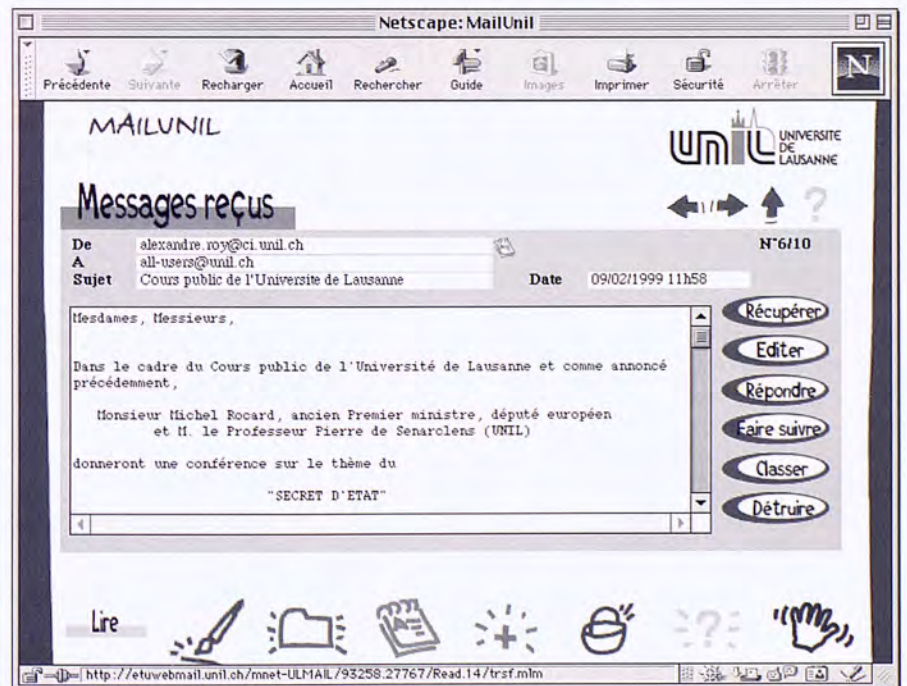 Netscape: MailUnil
Précédente Suivante Recharger Accueil Rechercher Guide Images Imprimer Sécurité Arrêter
N
MAILUNIL
unil UNIVERSITE
DE
LAUSANNE
Messages reçus
?
De alexandre.roy@ci.unil.ch N°6/10
A all-users@unil.ch
Sujet Cours public de l'Universite de Lausanne Date 09/02/1999 11h58
Mesdames, Messieurs,
Dans le cadre du Cours public de l'Université de Lausanne et comme annoncé
précédemment,
Monsieur Michel Rocard, ancien Premier ministre, député européen
et M. le Professeur Pierre de Senarclens (UNIL)
donneront une conférence sur le thème du
"SECRET D'ETAT"
Récupérer
Editer
Répondre
Faire suivre
Classer
Détruire
Lire
A=
?
http://etuwebmail.unil.ch/mnet-ULMAIL/93258.27767/Read.14/trsf.mlm